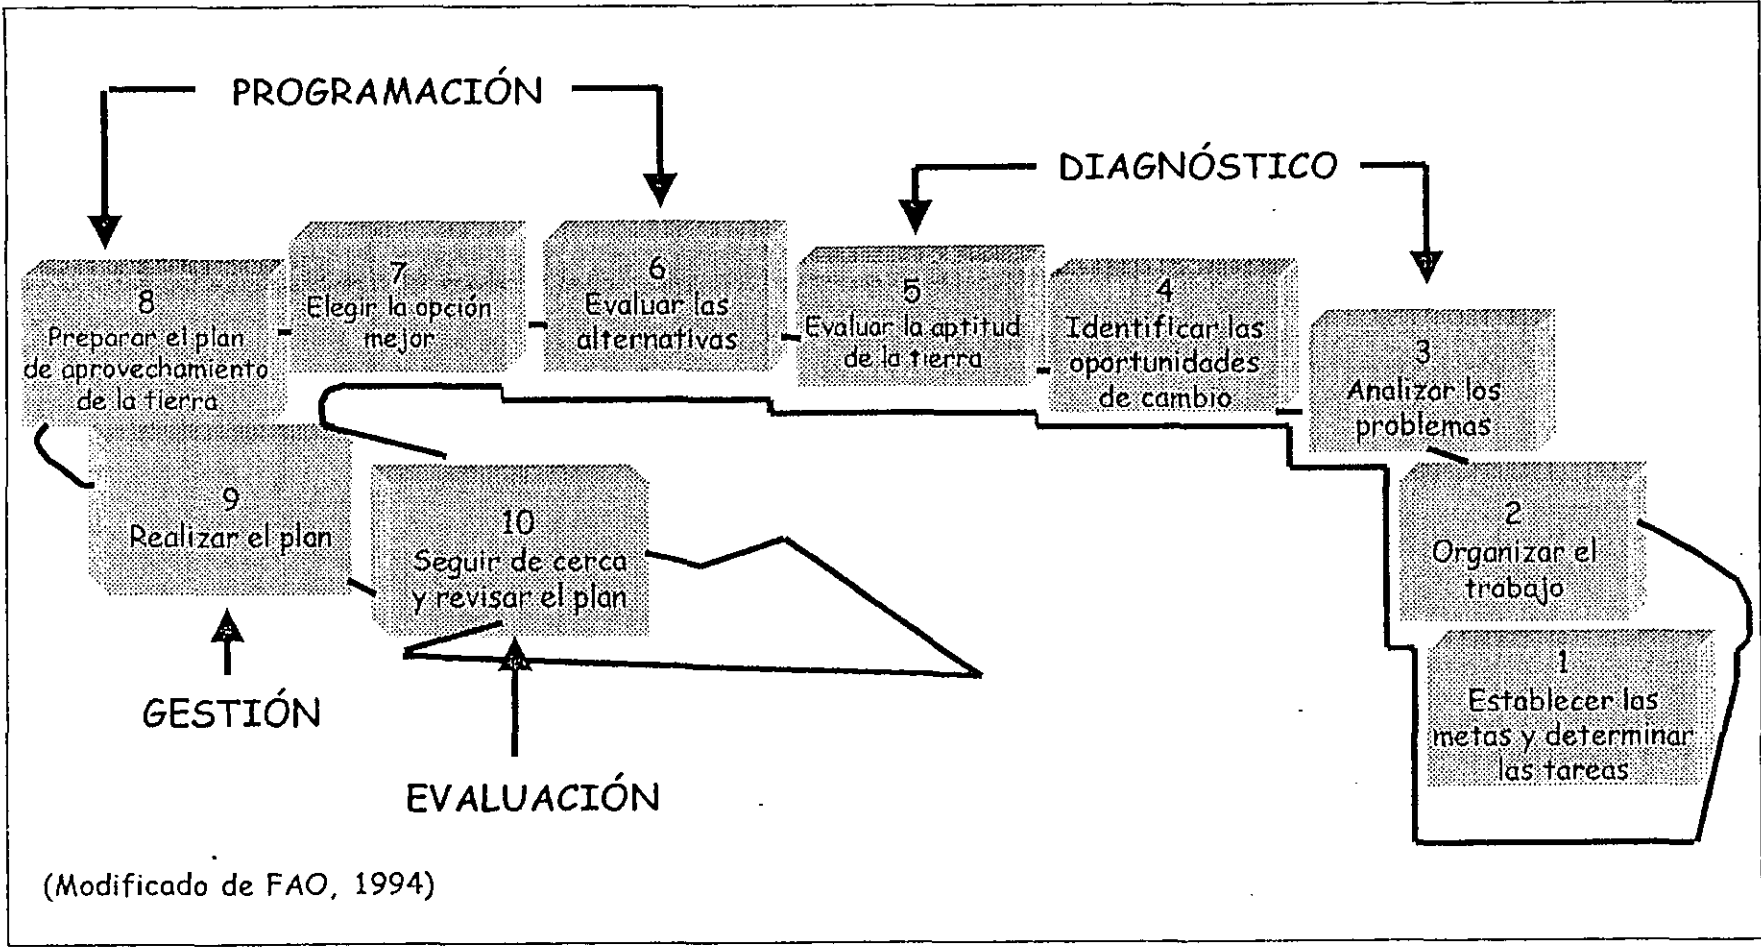 PROGRAMACIÓN
DIAGNÓSTICO
8
Preparar el plan
de aprovechamiento
de la tierra
7
Elegir la opción
mejor
6
Evaluar las
alternativas
5
Evaluar la aptitud
de la tierra
4
Identificar las
oportunidades
de cambio
3
Analizar los
problemas
2
Organizar el
trabajo
1
Establecer las
metas y determinar
las tareas
9
Realizar el plan
10
Seguir de cerca
y revisar el plan
GESTIÓN
EVALUACIÓN
(Modificado de FAO, 1994)